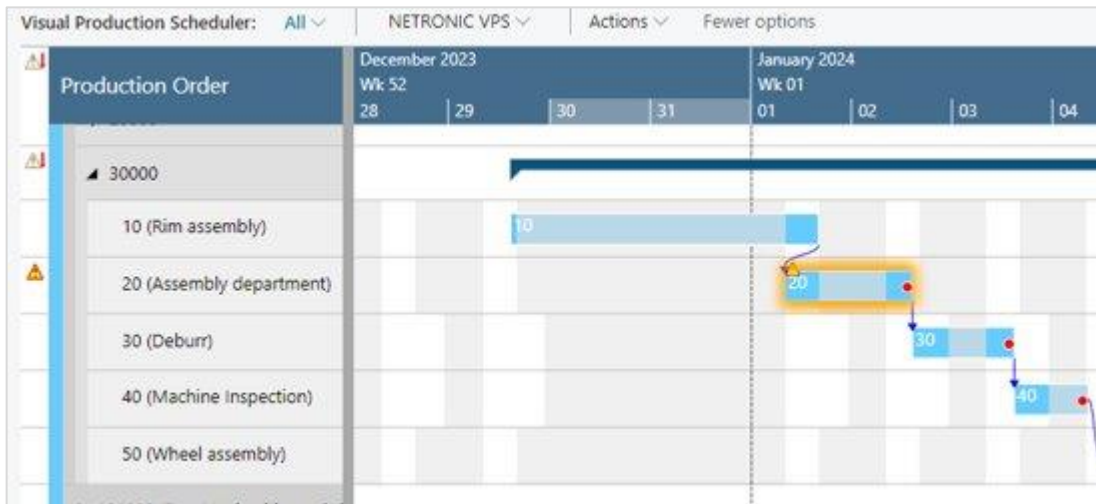 Visual Production Scheduler: All NETRONIC VPS Actions Fewer options
Production Order
December 2023
Wk 52
28 29 30 31
January 2024
Wk 01
01 02 03 04
30000
10 (Rim assembly)
10
20 (Assembly department)
20
30 (Deburr)
30
40 (Machine Inspection)
40
50 (Wheel assembly)